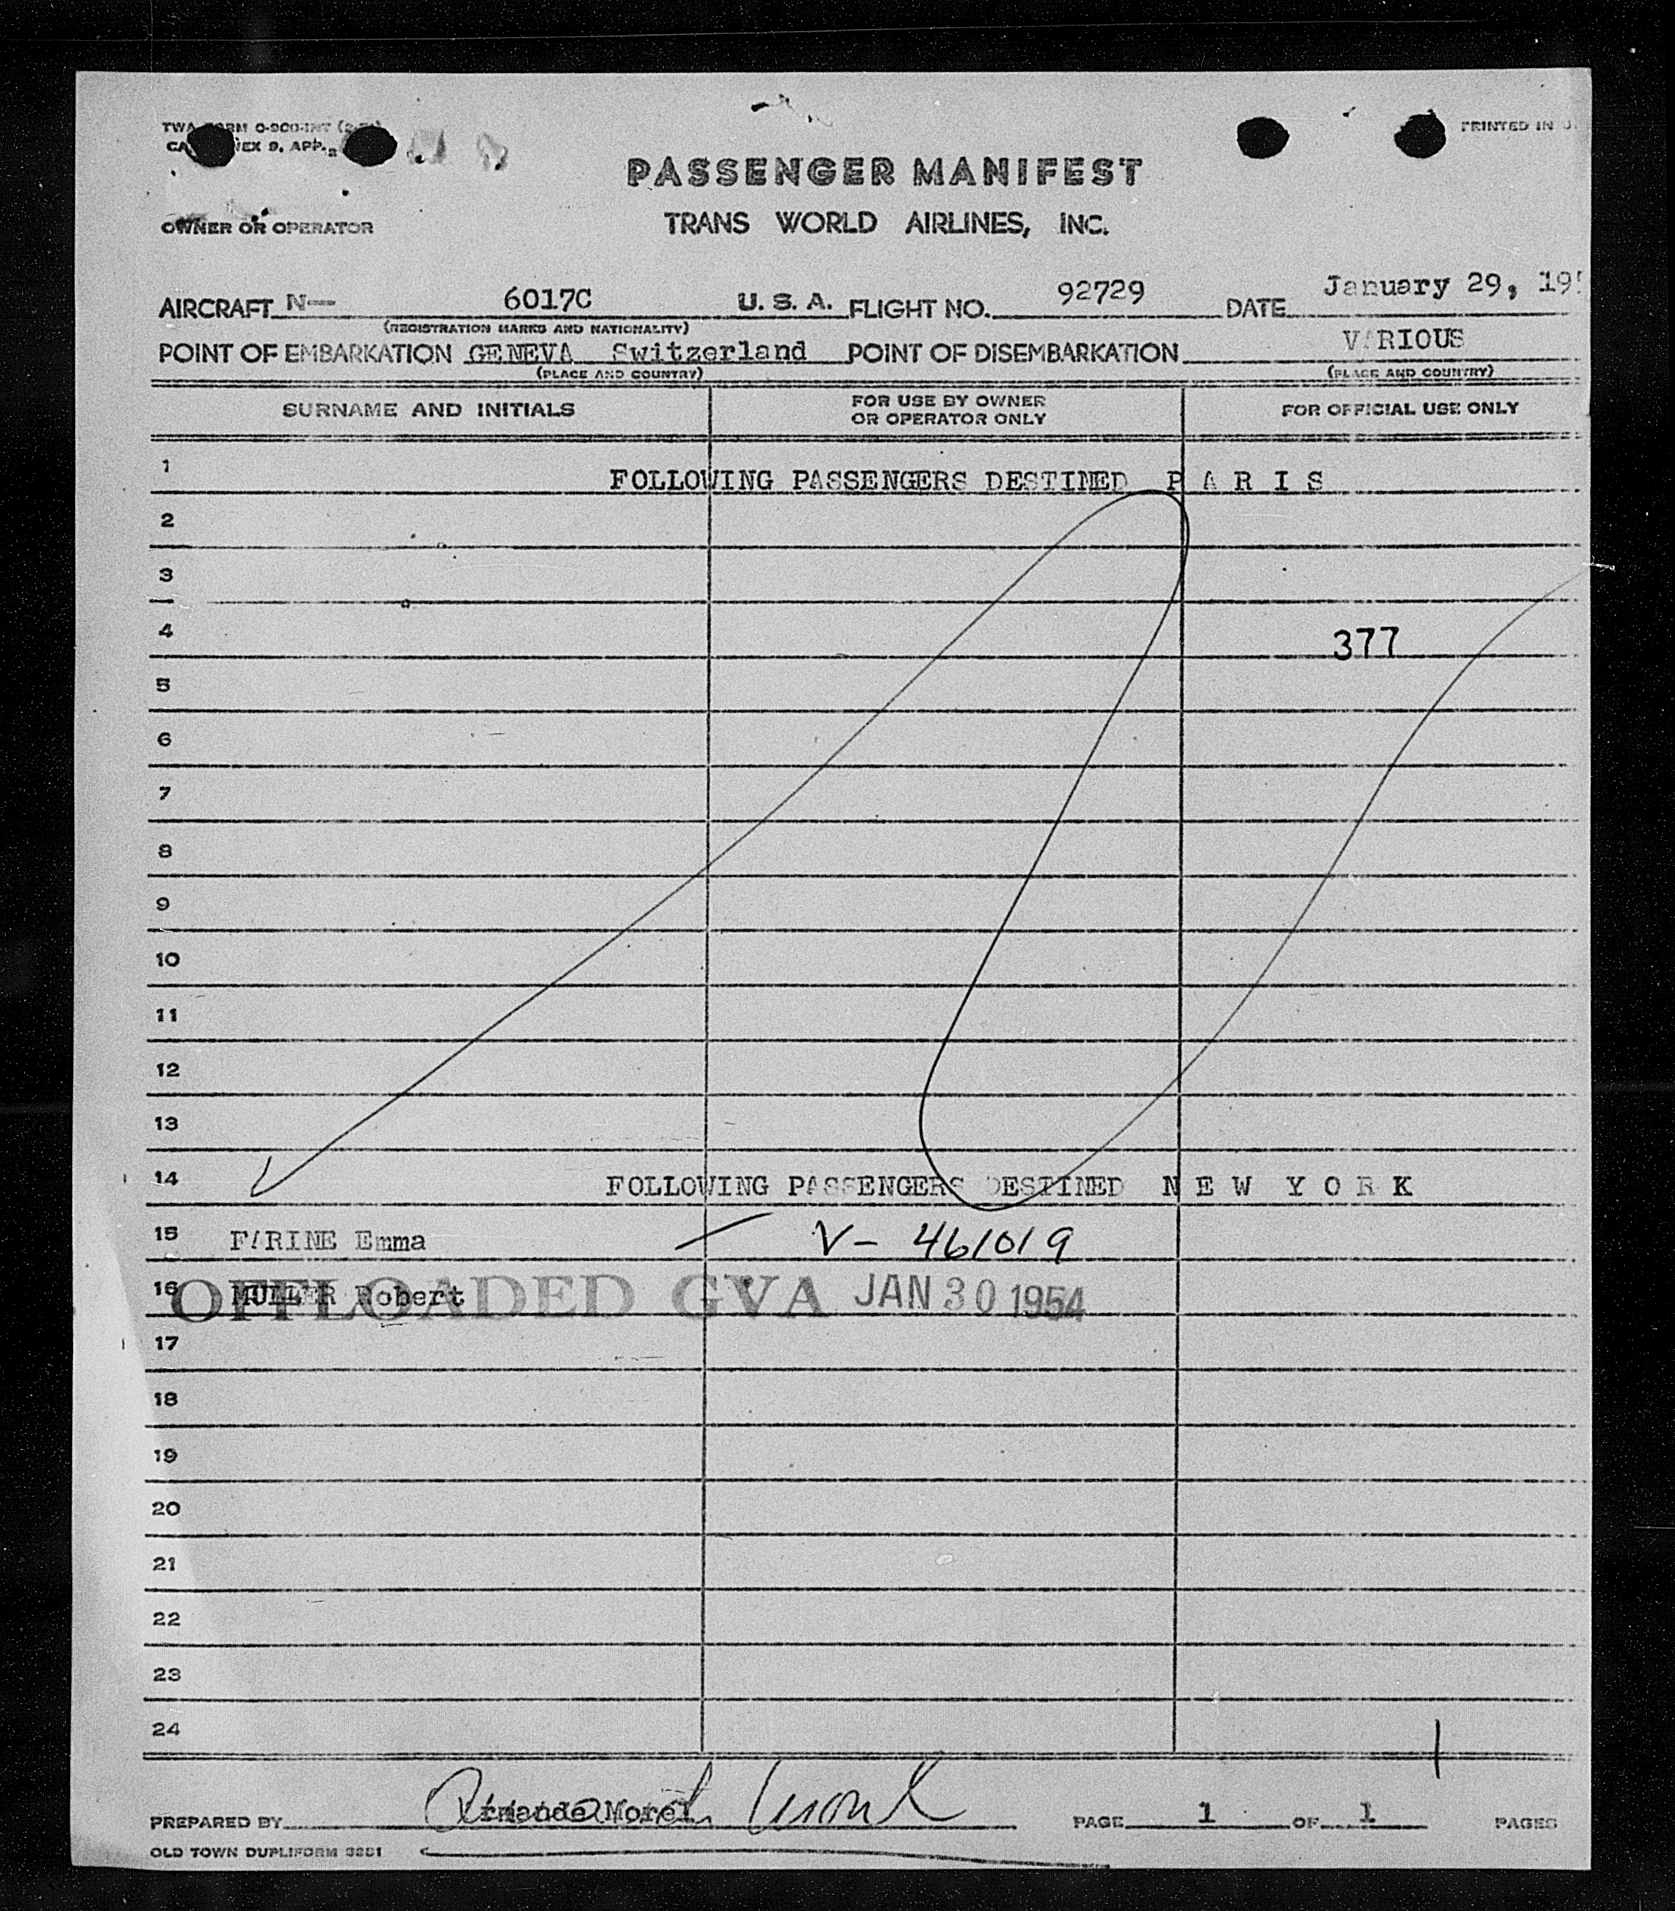 PRINTED IN
PASSENGER MANIFEST
TRANS WORLD AIRLINES, INC.
OWNER OR OPERATOR
AIRCRAFT N— 6017C U. S. A. FLIGHT NO. 92729 DATE January 29, 195
(REGISTRATION MARKS AND NATIONALITY)
POINT OF EMBARKATION GENEVA Switzerland POINT OF DISEMBARKATION VARIOUS
(PLACE AND COUNTRY) (PLACE AND COUNTRY)
SURNAME AND INITIALS FOR USE BY OWNER OR OPERATOR ONLY FOR OFFICIAL USE ONLY
1 FOLLOWING PASSENGERS DESTINED P A R I S
2
3
4 377
5
6
7
8
9
10
11
12
13
14 FOLLOWING PASSENGERS DESTINED N E W Y O R K
15 FARINE Emma V- 461019
16 MULLER Robert
OFFLOADED GVA JAN 30 1954
17
18
19
20
21
22
23
24
PREPARED BY Armande Morel PAGE 1 OF 1 PAGES
OLD TOWN DUPLIFORM 3251